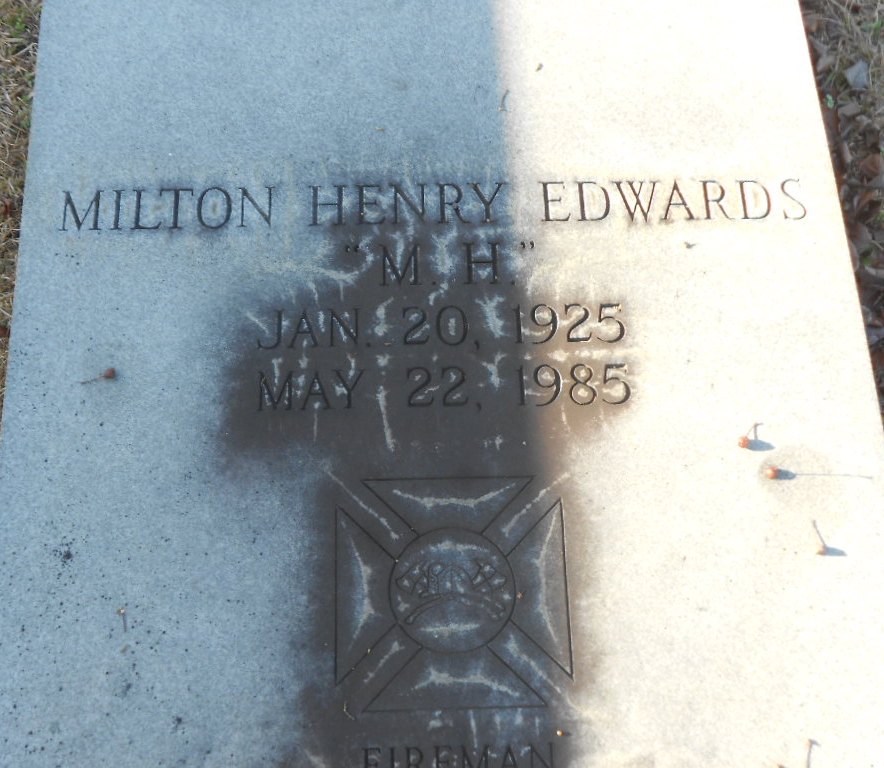 MILTON HENRY EDWARDS
"M. H."
JAN. 20, 1925
MAY 22, 1985
FIREMAN